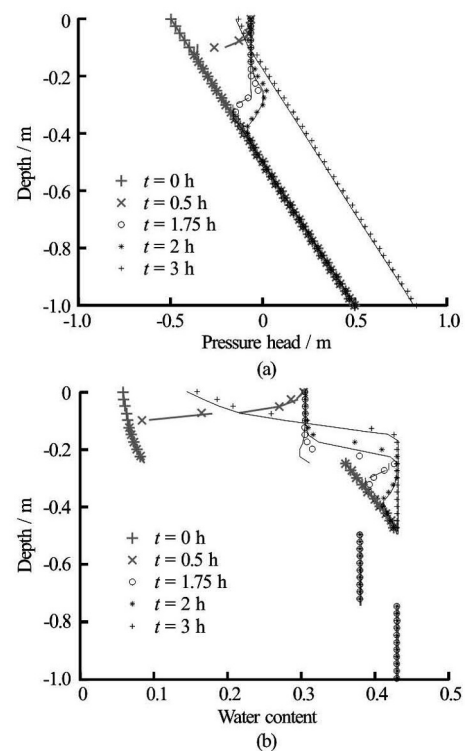 0
-0.2
-0.4
-0.6
-0.8
-1.0
Depth / m
t = 0 h
t = 0.5 h
t = 1.75 h
t = 2 h
t = 3 h
-1.0 -0.5 0 0.5 1.0
Pressure head / m
(a)
0
-0.2
-0.4
-0.6
-0.8
-1.0
Depth / m
t = 0 h
t = 0.5 h
t = 1.75 h
t = 2 h
t = 3 h
0 0.1 0.2 0.3 0.4 0.5
Water content
(b)